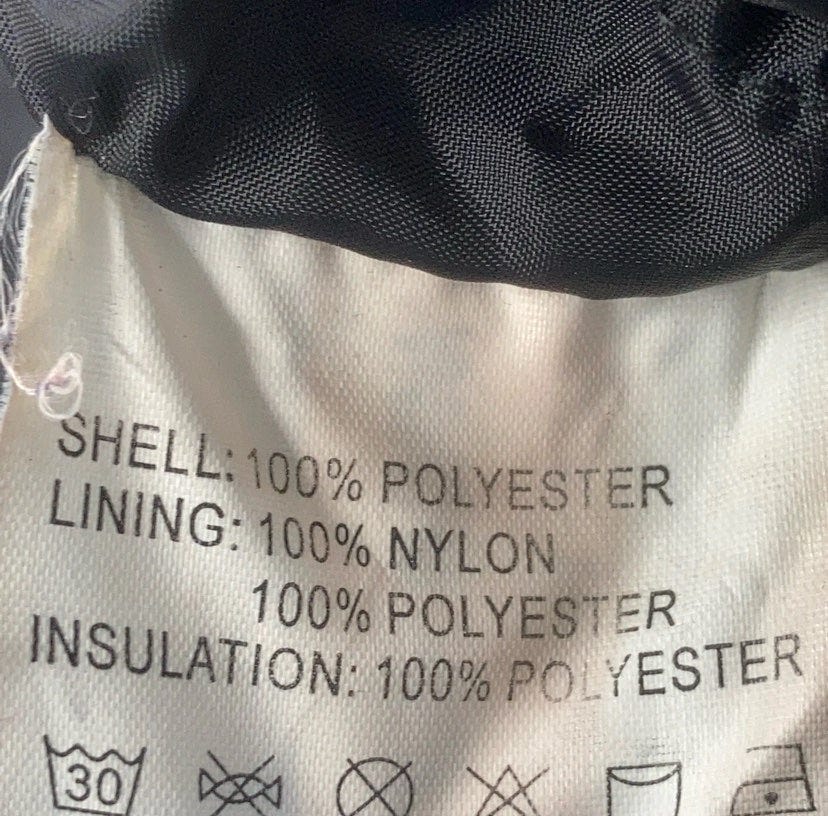 SHELL: 100% POLYESTER
LINING: 100% NYLON
100% POLYESTER
INSULATION: 100% POLYESTER
30